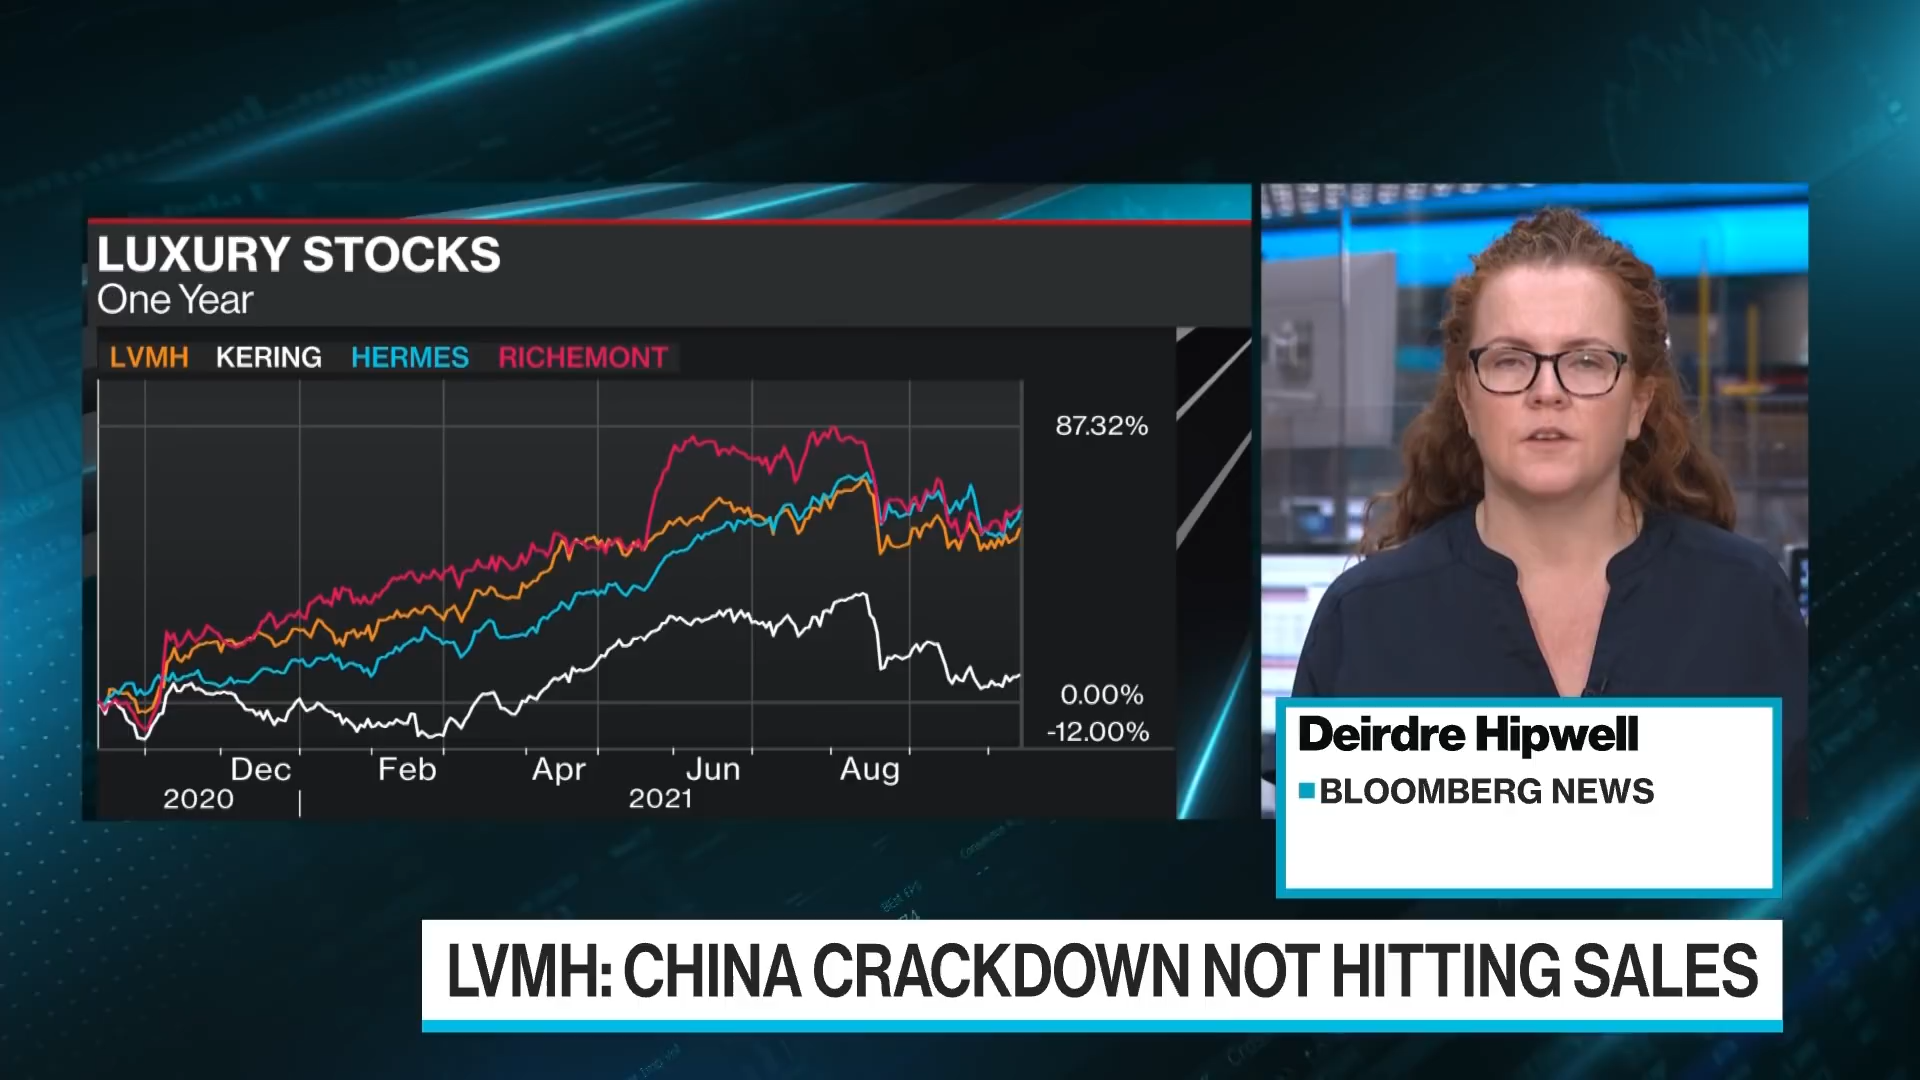 LUXURY STOCKS
One Year
LVMH KERING HERMES RICHEMONT
87.32%
0.00%
-12.00%
Dec Feb Apr Jun Aug
2020 2021
Deirdre Hipwell
BLOOMBERG NEWS
LVMH: CHINA CRACKDOWN NOT HITTING SALES